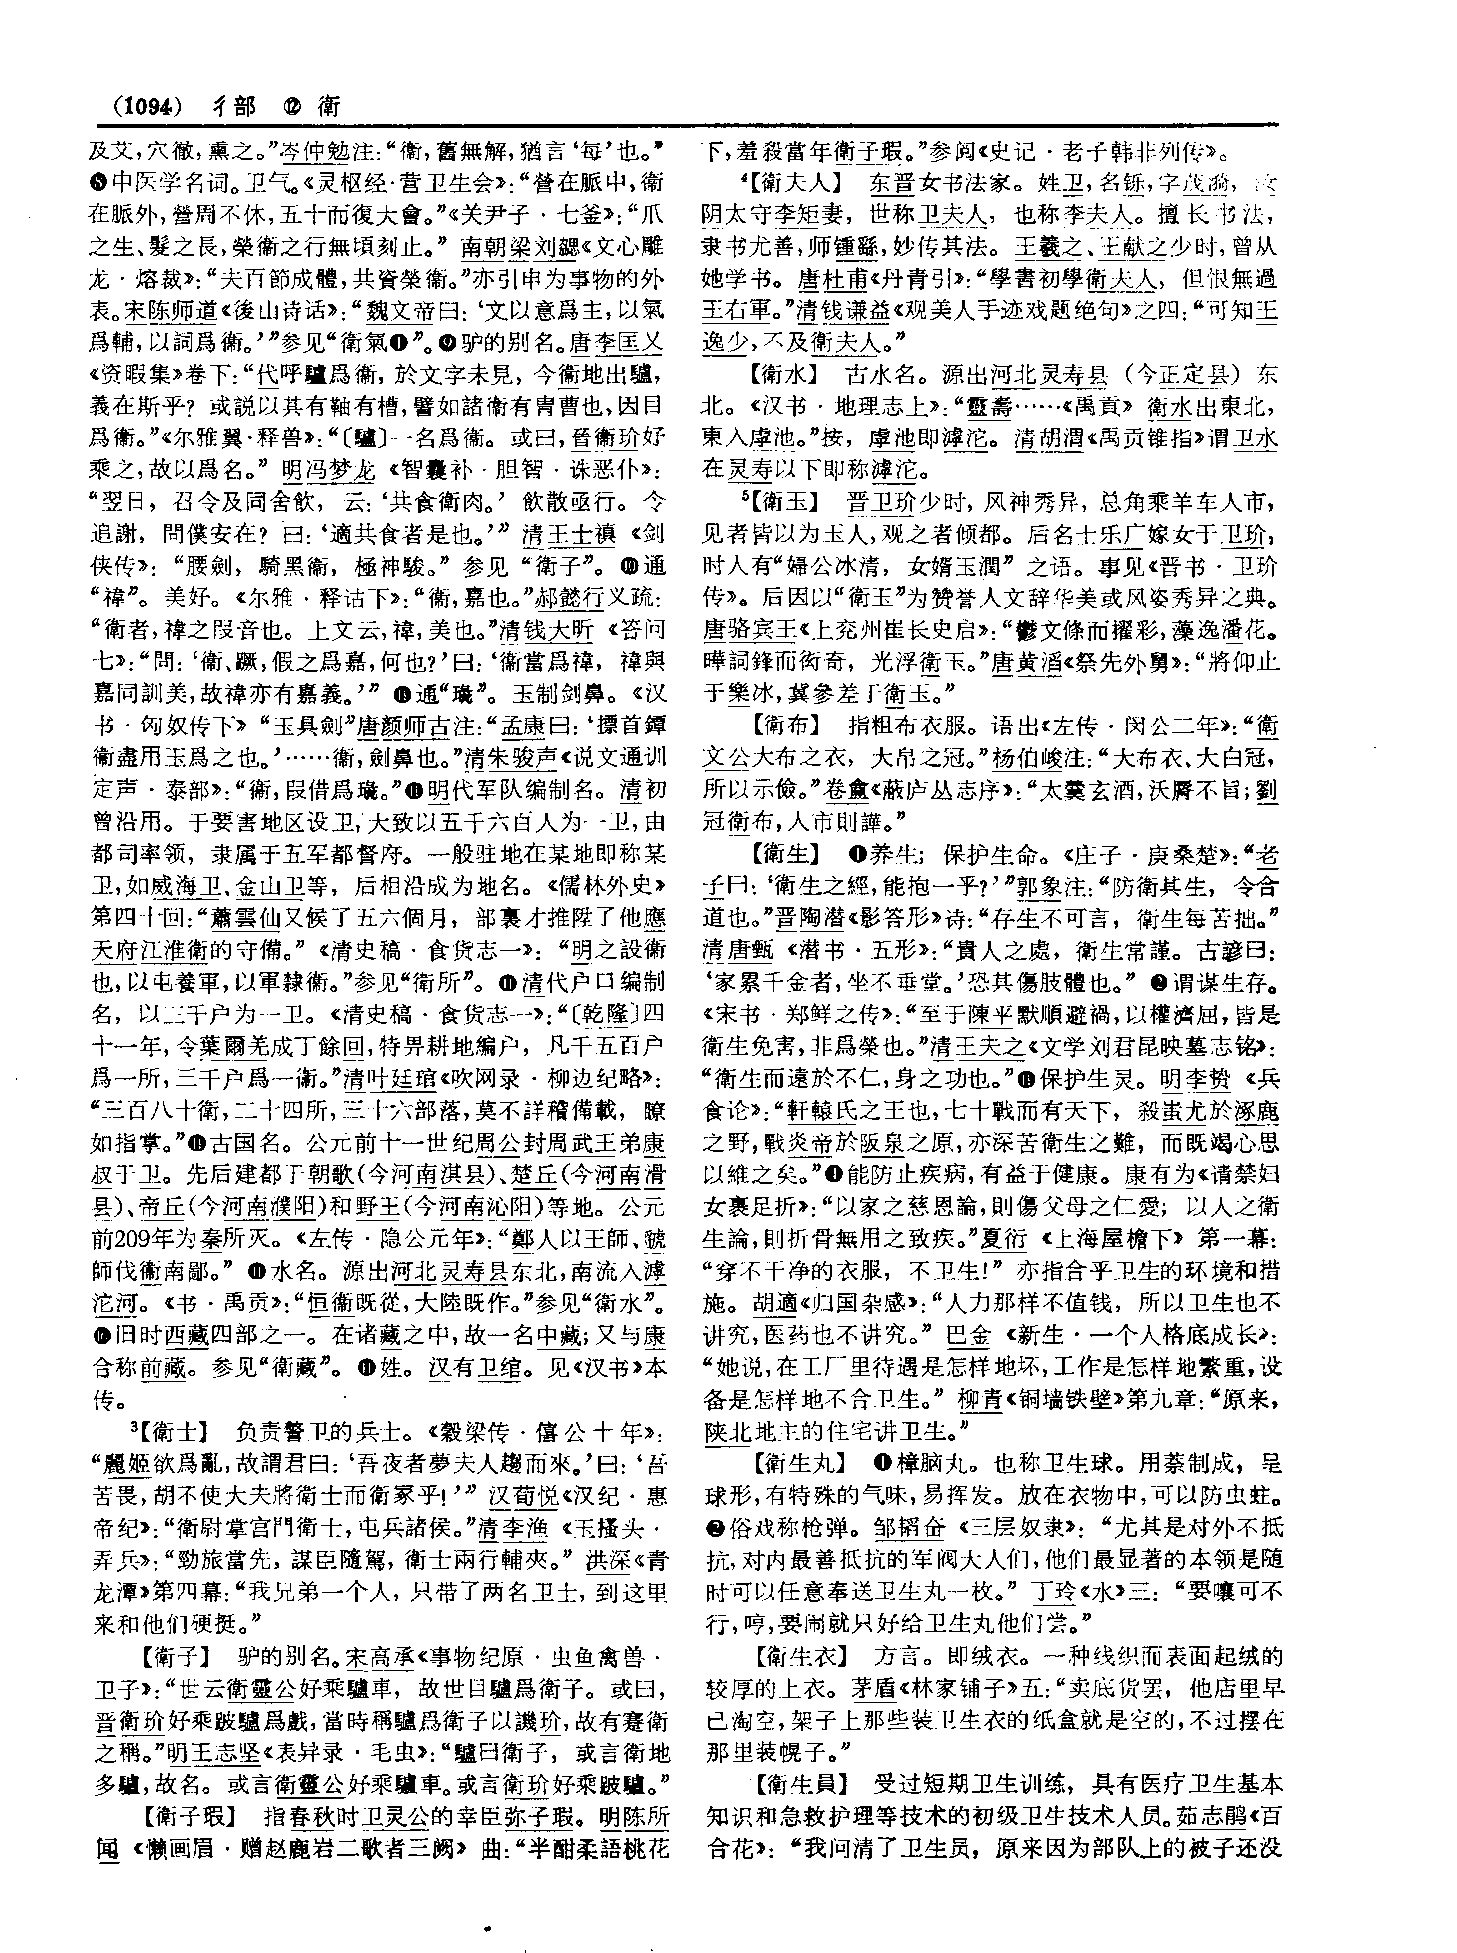 (1094) 彳部 ⑫ 衛
及艾,穴徹,熏之。”岑仲勉注:“衛,舊無解,猶言‘每’也。”
❽中医学名词。卫气。《灵枢经·营卫生会》:“營在脈中,衛
在脈外,營周不休,五十而復大會。”《关尹子·七釜》:“爪
之生、髮之長,榮衛之行無頃刻止。”南朝梁刘勰《文心雕
龙·熔裁》:“夫百節成體,共資榮衛。”亦引申为事物的外
表。宋陈师道《後山诗话》:“魏文帝曰:‘文以意爲主,以氣
爲輔,以詞爲衛。’”参见“衛氣❶”。❾驴的别名。唐李匡乂
《资暇集》卷下:“代呼驢爲衛,於文字未見,今衛地出驢,
義在斯乎?或説以其有軸有槽,譬如諸衛有胄曹也,因目
爲衛。”《尔雅翼·释兽》:“〔驢〕一名爲衛。或曰,晉衛玠好
乘之,故以爲名。”明冯梦龙《智囊补·胆智·诛恶仆》:
“翌日,召令及同舍飲,云:‘共食衛肉。’飲散亟行。令
追謝,問僕安在?曰:‘適共食者是也。’”清王士禛《剑
侠传》:“腰劍,騎黑衛,極神駿。”参见“衛子”。❿通
“禕”。美好。《尔雅·释诂下》:“衛,嘉也。”郝懿行义疏:
“衛者,禕之叚音也。上文云,禕,美也。”清钱大昕《答问
七》:“問:‘衛、蹶,假之爲嘉,何也?’曰:‘衛當爲禕,禕與
嘉同訓美,故禕亦有嘉義。’”⓫通“璏”。玉制剑鼻。《汉
书·匈奴传下》“玉具劍”唐颜师古注:“孟康曰:‘摽首鐔
衛盡用玉爲之也。’……衛,劍鼻也。”清朱骏声《说文通训
定声·泰部》:“衛,叚借爲璏。”⓬明代军队编制名。清初
曾沿用。于要害地区设卫,大致以五千六百人为一卫,由
都司率领,隶属于五军都督府。一般驻地在某地即称某
卫,如威海卫、金山卫等,后相沿成为地名。《儒林外史》
第四十回:“蕭雲仙又候了五六個月,部裏才推陞了他應
天府江淮衛的守備。”《清史稿·食货志一》:“明之設衛
也,以屯養軍,以軍隸衛。”参见“衛所”。⓭清代户口编制
名,以三千户为一卫。《清史稿·食货志一》:“〔乾隆〕四
十一年,令葉爾羌成丁餘回,特畀耕地編户,凡千五百户
爲一所,三千户爲一衛。”清叶廷琯《吹网录·柳边纪略》:
“三百八十衛,二十四所,三十六部落,莫不詳稽備載,瞭
如指掌。”⓮古国名。公元前十一世纪周公封周武王弟康
叔于卫。先后建都于朝歌(今河南淇县)、楚丘(今河南滑
县)、帝丘(今河南濮阳)和野王(今河南沁阳)等地。公元
前209年为秦所灭。《左传·隐公元年》:“鄭人以王師、虢
師伐衛南鄙。”⓯水名。源出河北灵寿县东北,南流入滹
沱河。《书·禹贡》:“恒衛既從,大陸既作。”参见“衛水”。
⓰旧时西藏四部之一。在诸藏之中,故一名中藏;又与康
合称前藏。参见“衛藏”。⓱姓。汉有卫绾。见《汉书》本
传。
³【衛士】 负责警卫的兵士。《穀梁传·僖公十年》:
“麗姬欲爲亂,故謂君曰:‘吾夜者夢夫人趨而來。’曰:‘吾
苦畏,胡不使大夫將衛士而衛冢乎!’”汉荀悦《汉纪·惠
帝纪》:“衛尉掌宫門衛士,屯兵諸侯。”清李渔《玉搔头·
弄兵》:“勁旅當先,謀臣隨駕,衛士兩行輔夾。”洪深《青
龙潭》第四幕:“我兄弟一个人,只带了两名卫士,到这里
来和他们硬挺。”
【衛子】 驴的别名。宋高承《事物纪原·虫鱼禽兽·
卫子》:“世云衛靈公好乘驢車,故世目驢爲衛子。或曰,
晉衛玠好乘跛驢爲戲,當時稱驢爲衛子以譏玠,故有蹇衛
之稱。”明王志坚《表异录·毛虫》:“驢曰衛子,或言衛地
多驢,故名。或言衛靈公好乘驢車。或言衛玠好乘跛驢。”
【衛子瑕】 指春秋时卫灵公的幸臣弥子瑕。明陈所
闻《懒画眉·赠赵鹿岩二歌者三阕》曲:“半酣柔語桃花
下,羞殺當年衛子瑕。”参阅《史记·老子韩非列传》。
⁴【衛夫人】 东晋女书法家。姓卫,名铄,字茂漪,汝
阴太守李矩妻,世称卫夫人,也称李夫人。擅长书法,
隶书尤善,师锺繇,妙传其法。王羲之、王献之少时,曾从
她学书。唐杜甫《丹青引》:“學書初學衛夫人,但恨無過
王右軍。”清钱谦益《观美人手迹戏题绝句》之四:“可知王
逸少,不及衛夫人。”
【衛水】 古水名。源出河北灵寿县(今正定县)东
北。《汉书·地理志上》:“靈壽……《禹貢》衛水出東北,
東入虖池。”按,虖池即滹沱。清胡渭《禹贡锥指》谓卫水
在灵寿以下即称滹沱。
⁵【衛玉】 晋卫玠少时,风神秀异,总角乘羊车入市,
见者皆以为玉人,观之者倾都。后名士乐广嫁女于卫玠,
时人有“婦公冰清,女婿玉潤”之语。事见《晋书·卫玠
传》。后因以“衛玉”为赞誉人文辞华美或风姿秀异之典。
唐骆宾王《上兖州崔长史启》:“鬱文條而擢彩,藻逸潘花。
曄詞鋒而衒奇,光浮衛玉。”唐黄滔《祭先外舅》:“將仰止
于樂冰,冀參差于衛玉。”
【衛布】 指粗布衣服。语出《左传·闵公二年》:“衛
文公大布之衣,大帛之冠。”杨伯峻注:“大布衣、大白冠,
所以示儉。”卷盦《蔽庐丛志序》:“太羹玄酒,沃脣不旨;劉
冠衛布,入市則譁。”
【衛生】 ❶养生;保护生命。《庄子·庚桑楚》:“老
子曰:‘衛生之經,能抱一乎?’”郭象注:“防衛其生,令合
道也。”晋陶潜《影答形》诗:“存生不可言,衛生每苦拙。”
清唐甄《潜书·五形》:“貴人之處,衛生常謹。古諺曰:
‘家累千金者,坐不垂堂。’恐其傷肢體也。”❷谓谋生存。
《宋书·郑鲜之传》:“至于陳平默順避禍,以權濟屈,皆是
衛生免害,非爲榮也。”清王夫之《文学刘君昆映墓志铭》:
“衛生而遠於不仁,身之功也。”❸保护生灵。明李贽《兵
食论》:“軒轅氏之王也,七十戰而有天下,殺蚩尤於涿鹿
之野,戰炎帝於阪泉之原,亦深苦衛生之難,而既竭心思
以維之矣。”❹能防止疾病,有益于健康。康有为《请禁妇
女裹足折》:“以家之慈恩論,則傷父母之仁愛;以人之衛
生論,則折骨無用之致疾。”夏衍《上海屋檐下》第一幕:
“穿不干净的衣服,不卫生!”亦指合乎卫生的环境和措
施。胡適《归国杂感》:“人力那样不值钱,所以卫生也不
讲究,医药也不讲究。”巴金《新生·一个人格底成长》:
“她说,在工厂里待遇是怎样地坏,工作是怎样地繁重,设
备是怎样地不合卫生。”柳青《铜墙铁壁》第九章:“原来,
陕北地主的住宅讲卫生。”
【衛生丸】 ❶樟脑丸。也称卫生球。用萘制成,呈
球形,有特殊的气味,易挥发。放在衣物中,可以防虫蛀。
❷俗戏称枪弹。邹韬奋《三层奴隶》:“尤其是对外不抵
抗,对内最善抵抗的军阀大人们,他们最显著的本领是随
时可以任意奉送卫生丸一枚。”丁玲《水》三:“要嚷可不
行,哼,要闹就只好给卫生丸他们尝。”
【衛生衣】 方言。即绒衣。一种线织而表面起绒的
较厚的上衣。茅盾《林家铺子》五:“卖底货罢,他店里早
已淘空,架子上那些装卫生衣的纸盒就是空的,不过摆在
那里装幌子。”
【衛生員】 受过短期卫生训练,具有医疗卫生基本
知识和急救护理等技术的初级卫生技术人员。茹志鹃《百
合花》:“我问清了卫生员,原来因为部队上的被子还没